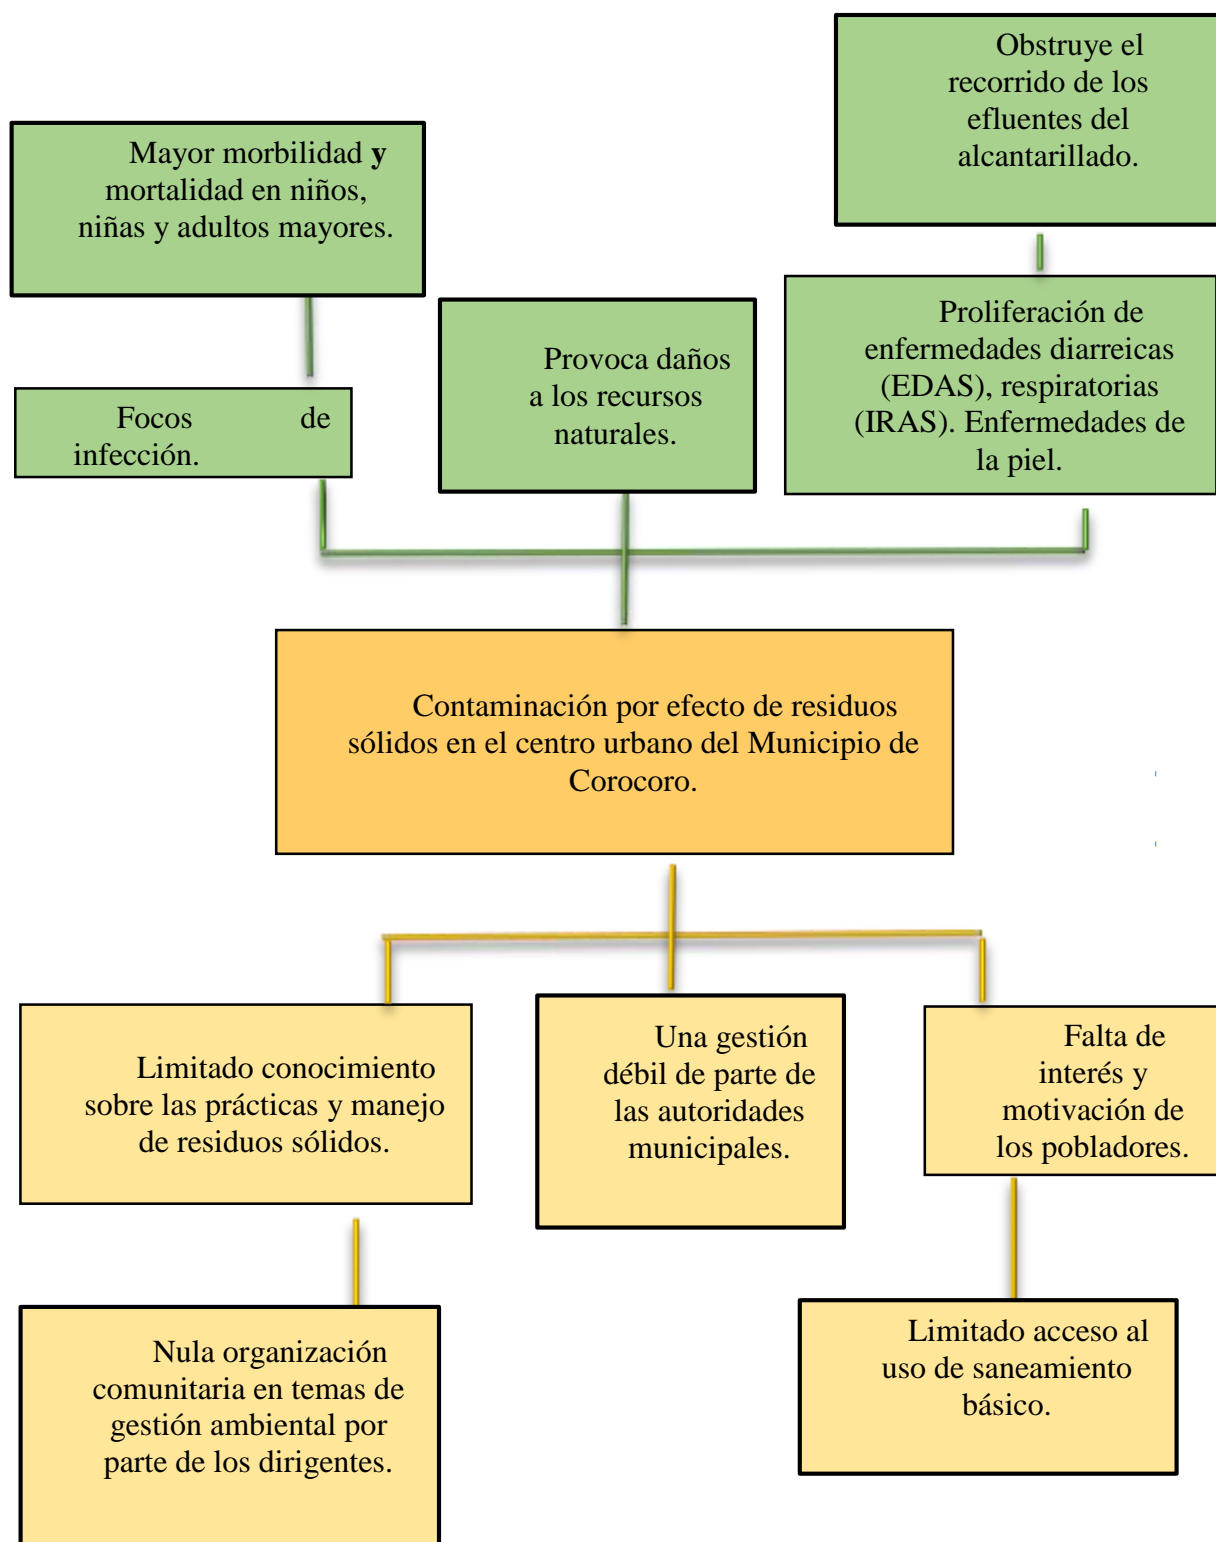 Obstruye el
recorrido de los
efluentes del
alcantarillado.
Mayor morbilidad y
mortalidad en niños,
niñas y adultos mayores.
Proliferación de
enfermedades diarreicas
(EDAS), respiratorias
(IRAS). Enfermedades de
la piel.
Provoca daños
a los recursos
naturales.
Focos de
infección.
Contaminación por efecto de residuos
sólidos en el centro urbano del Municipio de
Corocoro.
Limitado conocimiento
sobre las prácticas y manejo
de residuos sólidos.
Una gestión
débil de parte de
las autoridades
municipales.
Falta de
interés y
motivación de
los pobladores.
Nula organización
comunitaria en temas de
gestión ambiental por
parte de los dirigentes.
Limitado acceso al
uso de saneamiento
básico.